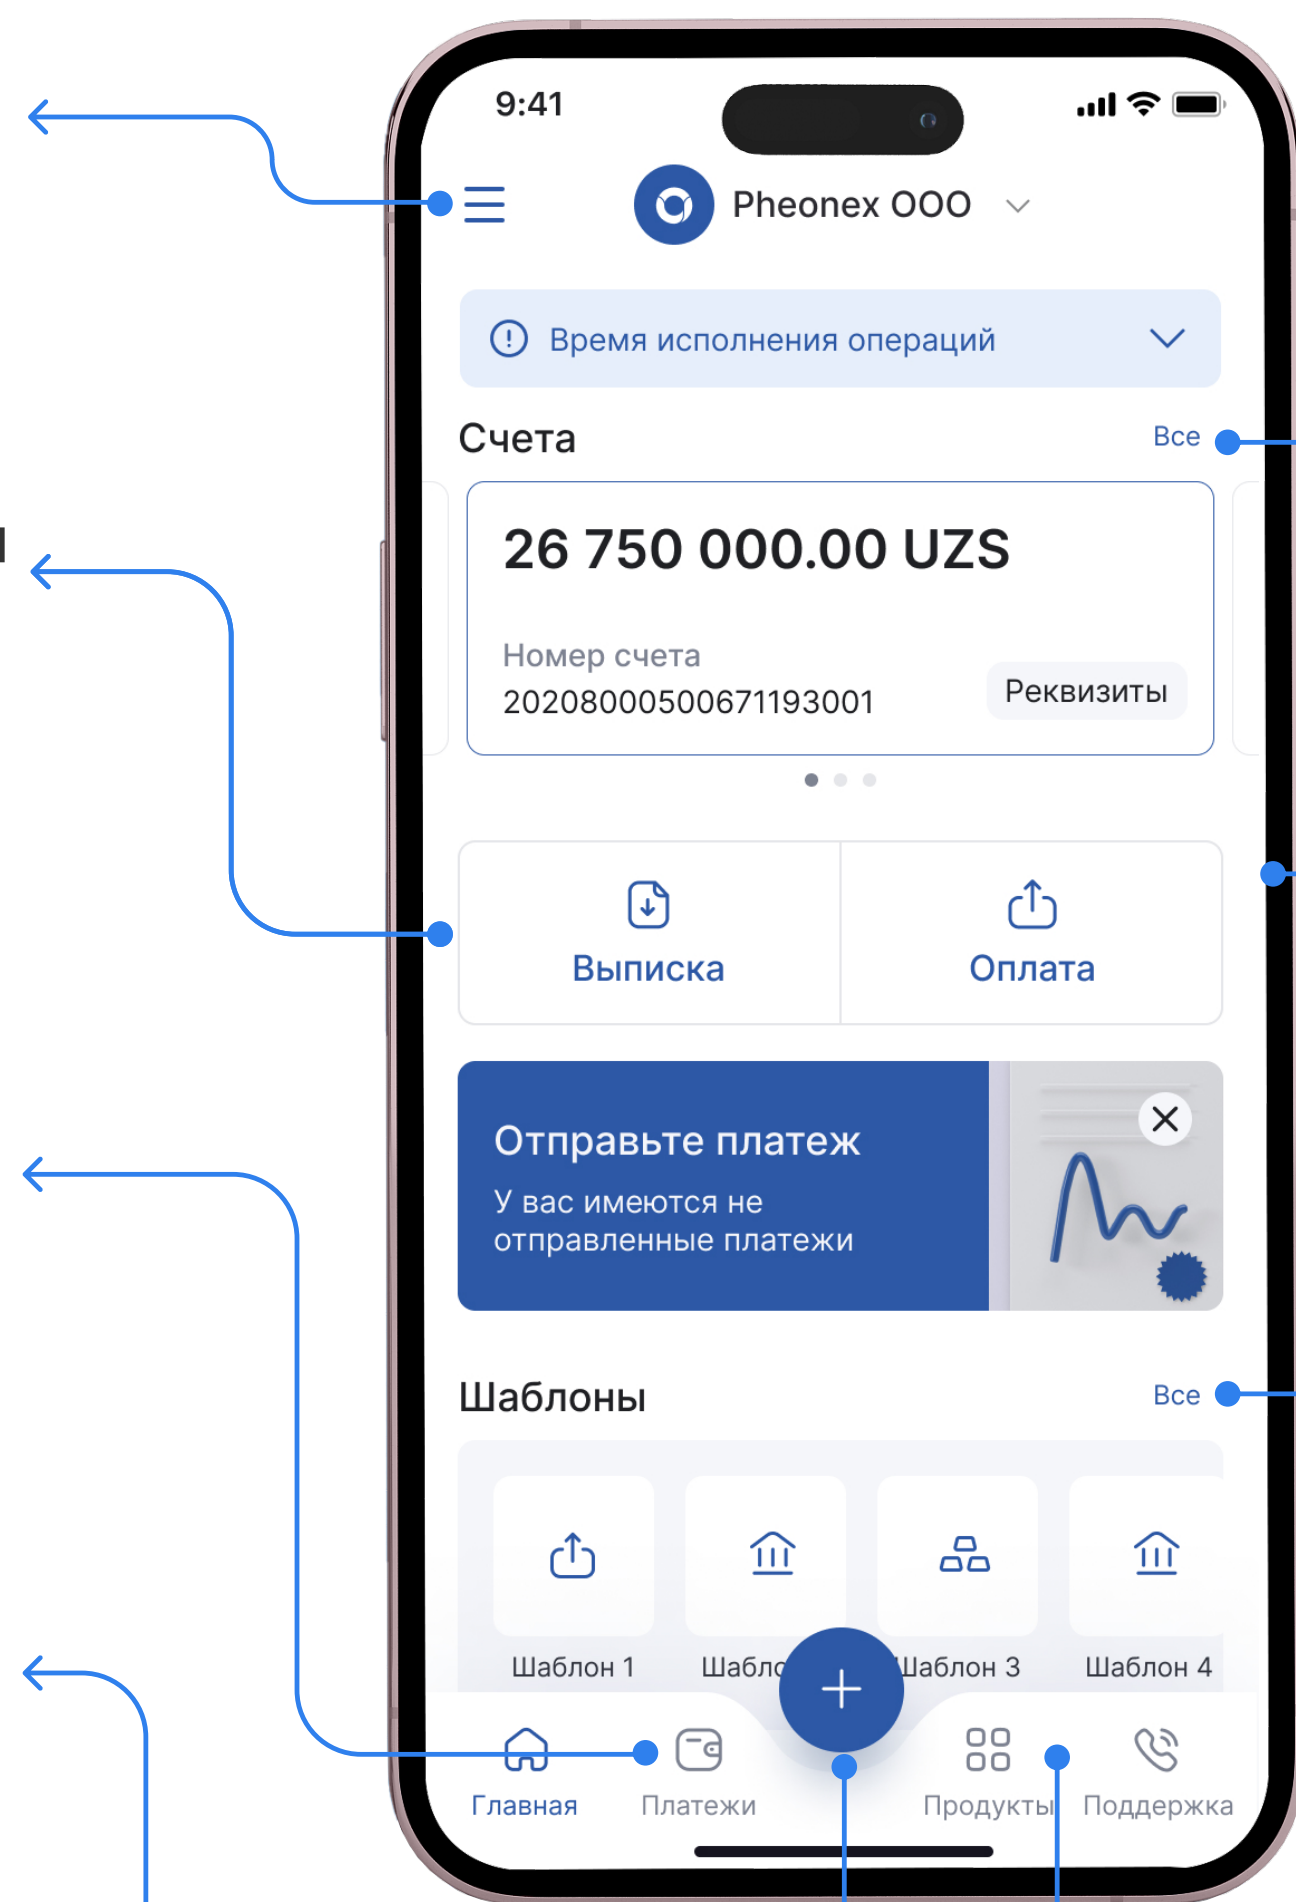 9:41
Pheonex ООО
Время исполнения операций
Счета
Все
26 750 000.00 UZS
Номер счета
20208000500671193001
Реквизиты
Выписка
Оплата
Отправьте платеж
У вас имеются не
отправленные платежи
Шаблоны
Все
Шаблон 1
Шабло
Шаблон 3
Шаблон 4
Главная
Платежи
Продукты
Поддержка